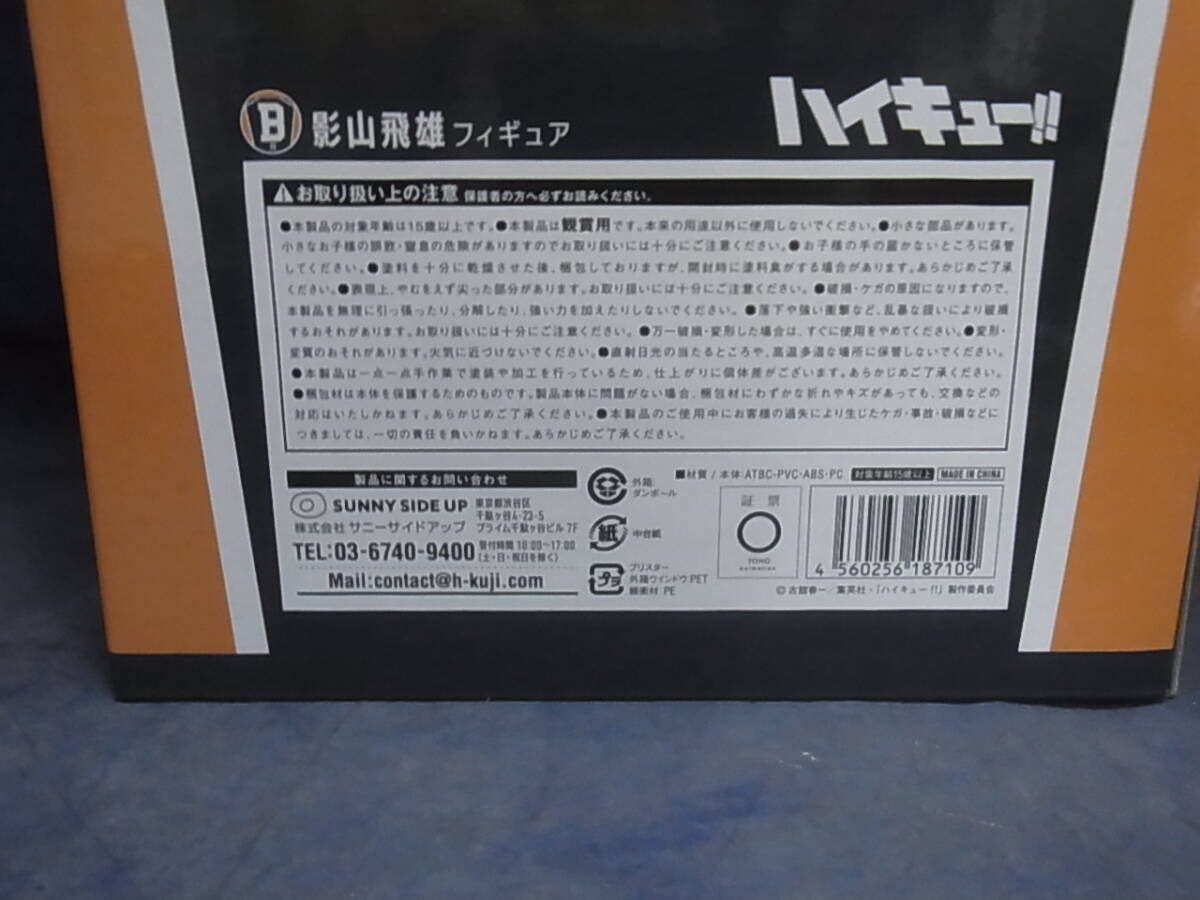 B 影山飛雄フィギュア
ハイキュー!!
お取り扱い上の注意 保護者の方へ必ずお読みください。
●本製品の対象年齢は15歳以上です。●本製品は観賞用です。本来の用途以外に使用しないでください。●小さな部品があります。
小さなお子様の誤飲・窒息の危険がありますのでお取り扱いには十分にご注意ください。●お子様の手の届かないところに保管
してください。●塗料を十分に乾燥させた後、梱包しておりますが、開封時に塗料臭がする場合があります。あらかじめご了承
ください。●表現上、やむをえず尖った部分があります。お取り扱いには十分にご注意ください。●破損・ケガの原因になりますので、
本製品を無理に引っ張ったり、分解したり、強い力を加えたりしないでください。●落下や強い衝撃など、乱暴な扱いにより破損
するおそれがあります。お取り扱いには十分にご注意ください。●万一破損・変形した場合は、すぐに使用をやめてください。●変形・
変質のおそれがあります。火気に近づけないでください。●直射日光の当たるところや、高温多湿な場所に保管しないでください。
●本製品は一点一点手作業で塗装や加工を行っているため、仕上がりに個体差がございます。あらかじめご了承ください。
●梱包材は本体を保護するためのものです。製品本体に問題がない場合、梱包材にわずかな折れやキズがあっても、交換などの
対応はいたしかねます。あらかじめご了承ください。●本製品のご使用中にお客様の過失により生じたケガ・事故・破損などに
つきましては、一切の責任を負いかねます。あらかじめご了承ください。
製品に関するお問い合わせ
SUNNY SIDE UP
株式会社 サニーサイドアップ
東京都渋谷区
千駄ヶ谷4-23-5
プライム千駄ヶ谷ビル 7F
TEL:03-6740-9400
受付時間 10:00〜17:00
(土・日・祝日を除く)
Mail:contact@h-kuji.com
外箱:
ダンボール
紙
中台紙
プラ
ブリスター
外箱ウインドウ:PET
緩衝材:PE
■材質 / 本体:ATBC-PVC・ABS・PC
対象年齢15歳以上
MADE IN CHINA
証票
TOHO
animation
4 560256 187109
©古舘春一/集英社・「ハイキュー!!」製作委員会